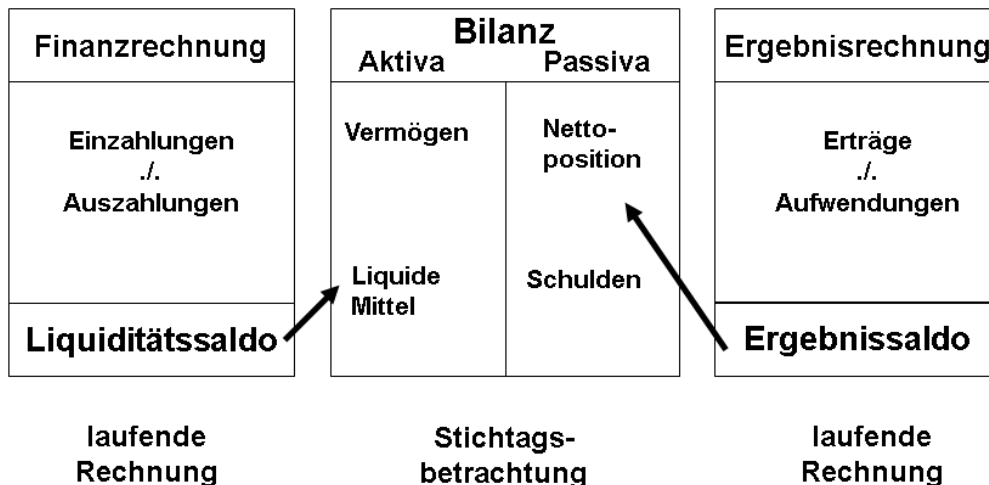 Finanzrechnung
Einzahlungen
./.
Auszahlungen
Liquiditätssaldo
laufende
Rechnung
Bilanz
Aktiva Passiva
Vermögen
Liquide
Mittel
Netto-
position
Schulden
Stichtags-
betrachtung
Ergebnisrechnung
Erträge
./.
Aufwendungen
Ergebnissaldo
laufende
Rechnung